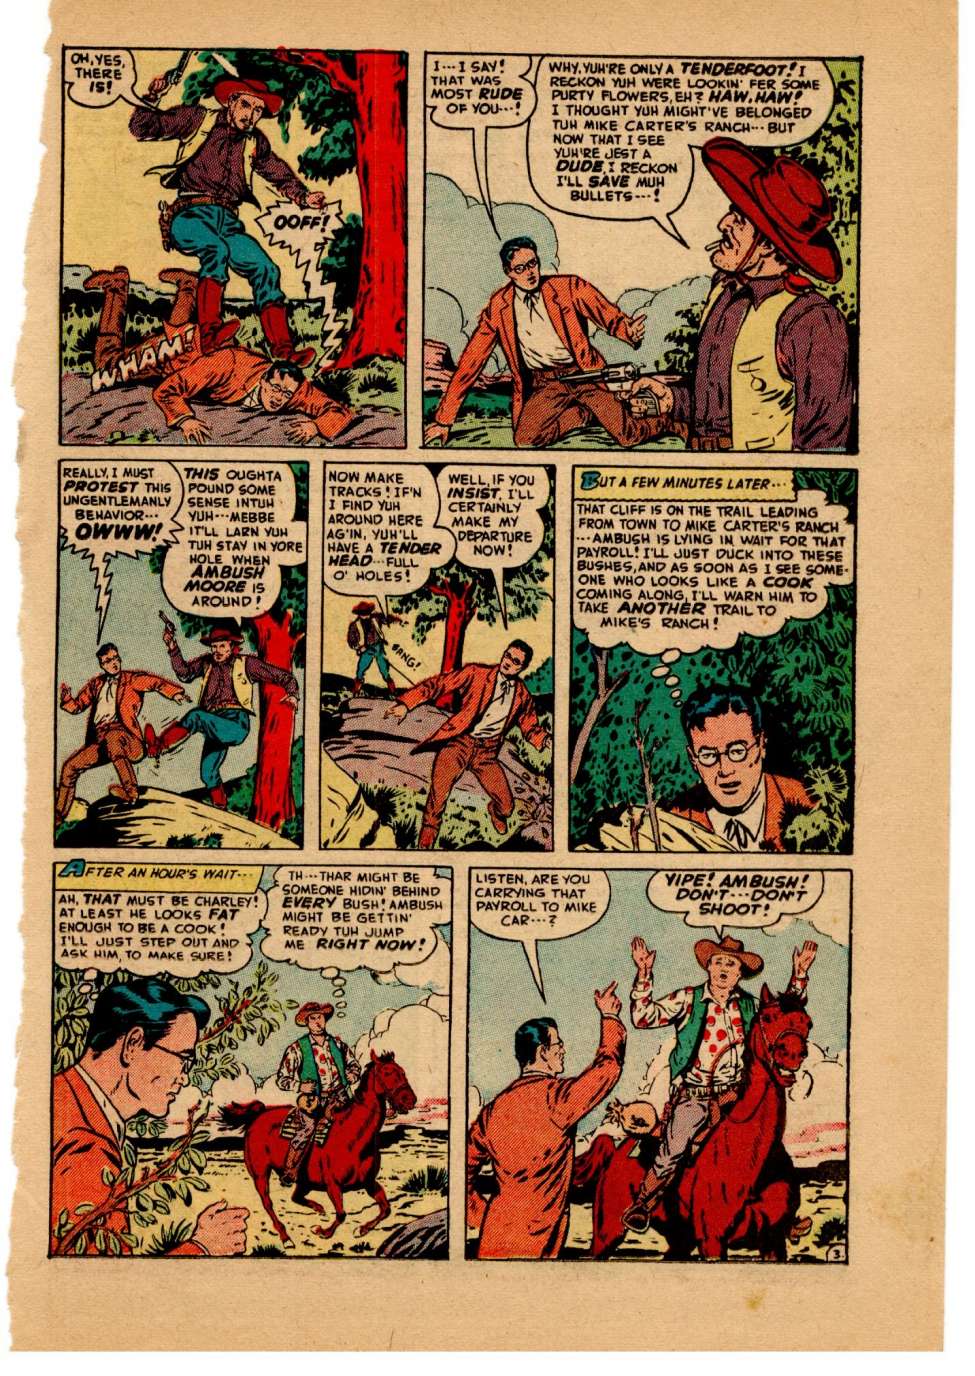 OH, YES,
THERE
IS!
OOFF!
WHAM!
I---I SAY!
THAT WAS
MOST RUDE
OF YOU---!
WHY, YUH'RE ONLY A TENDERFOOT! I
RECKON YUH WERE LOOKIN' FER SOME
PURTY FLOWERS, EH? HAW, HAW!
I THOUGHT YUH MIGHT'VE BELONGED
TUH MIKE CARTER'S RANCH--- BUT
NOW THAT I SEE
YUH'RE JEST A
DUDE, I RECKON
I'LL SAVE MUH
BULLETS---!
REALLY, I MUST
PROTEST THIS
UNGENTLEMANLY
BEHAVIOR---
OWWW!
THIS OUGHTA
POUND SOME
SENSE INTUH
YUH---MEBBE
IT'LL LARN YUH
TUH STAY IN YORE
HOLE WHEN
AMBUSH
MOORE IS
AROUND!
NOW MAKE
TRACKS! IF'N
I FIND YUH
AROUND HERE
AG'IN, YUH'LL
HAVE A TENDER
HEAD---FULL
O' HOLES!
WELL, IF YOU
INSIST, I'LL
CERTAINLY
MAKE MY
DEPARTURE
NOW!
BANG!
BUT A FEW MINUTES LATER---
THAT CLIFF IS ON THE TRAIL LEADING
FROM TOWN TO MIKE CARTER'S RANCH
---AMBUSH IS LYING IN WAIT FOR THAT
PAYROLL! I'LL JUST DUCK INTO THESE
BUSHES, AND AS SOON AS I SEE SOME-
ONE WHO LOOKS LIKE A COOK
COMING ALONG, I'LL WARN HIM TO
TAKE ANOTHER TRAIL TO
MIKE'S RANCH!
AFTER AN HOUR'S WAIT---
AH, THAT MUST BE CHARLEY!
AT LEAST HE LOOKS FAT
ENOUGH TO BE A COOK!
I'LL JUST STEP OUT AND
ASK HIM, TO MAKE SURE!
TH---THAR MIGHT BE
SOMEONE HIDIN' BEHIND
EVERY BUSH! AMBUSH
MIGHT BE GETTIN'
READY TUH JUMP
ME RIGHT NOW!
LISTEN, ARE YOU
CARRYING THAT
PAYROLL TO MIKE
CAR---?
YIPE! AMBUSH!
DON'T---DON'T
SHOOT!
3